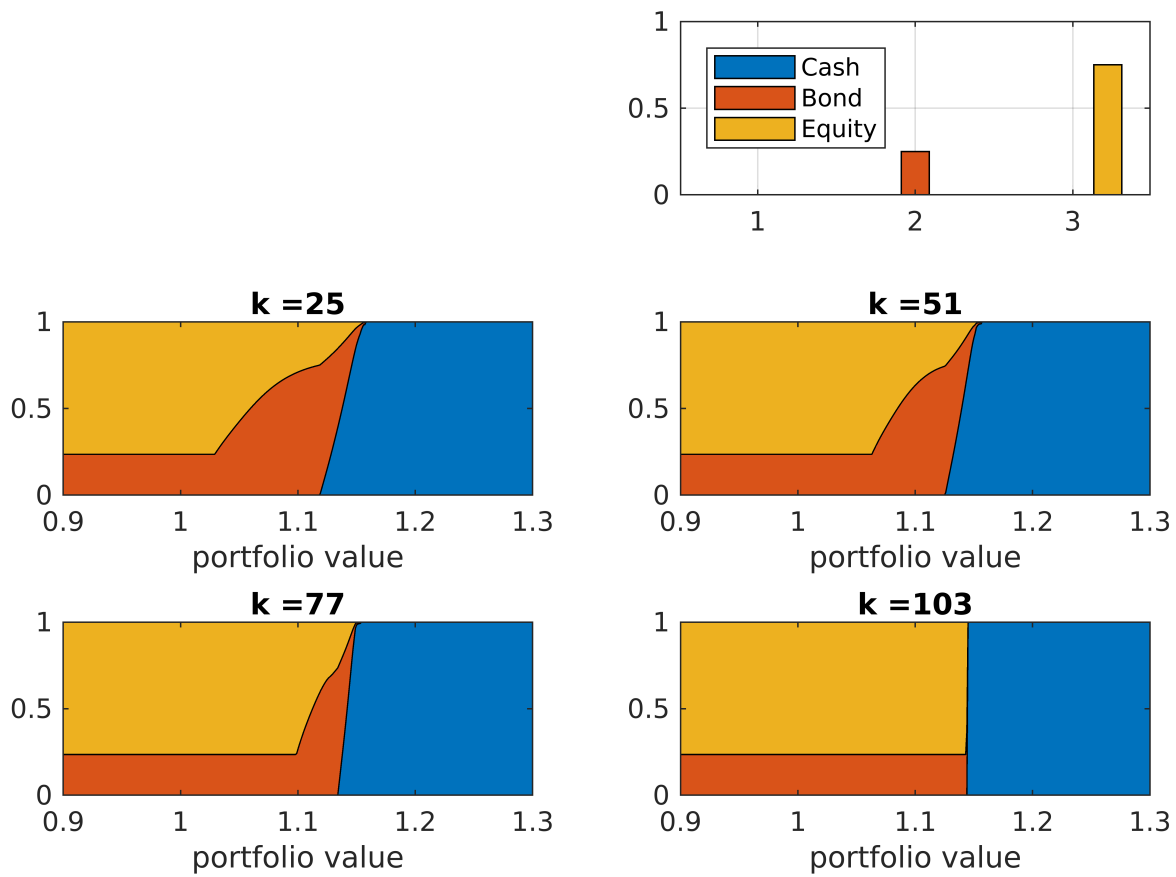 1
0.5
0
Cash
Bond
Equity
1 2 3
k =25
1
0.5
0
0.9 1 1.1 1.2 1.3
portfolio value
k =51
1
0.5
0
0.9 1 1.1 1.2 1.3
portfolio value
k =77
1
0.5
0
0.9 1 1.1 1.2 1.3
portfolio value
k =103
1
0.5
0
0.9 1 1.1 1.2 1.3
portfolio value